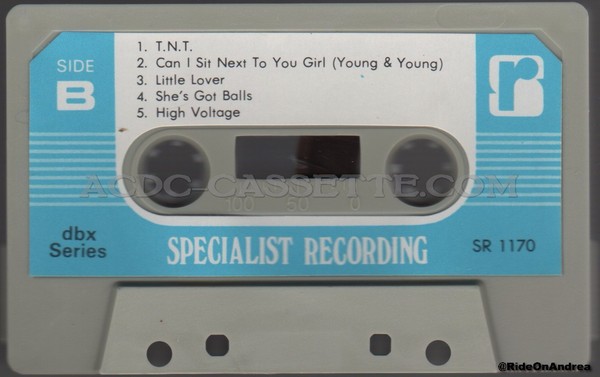 SIDE
B
1. T.N.T.
2. Can I Sit Next To You Girl (Young & Young)
3. Little Lover
4. She's Got Balls
5. High Voltage
r
ACDC-CASSETTE.COM
100 50 0
dbx
Series
SPECIALIST RECORDING
SR 1170
@RideOnAndrea